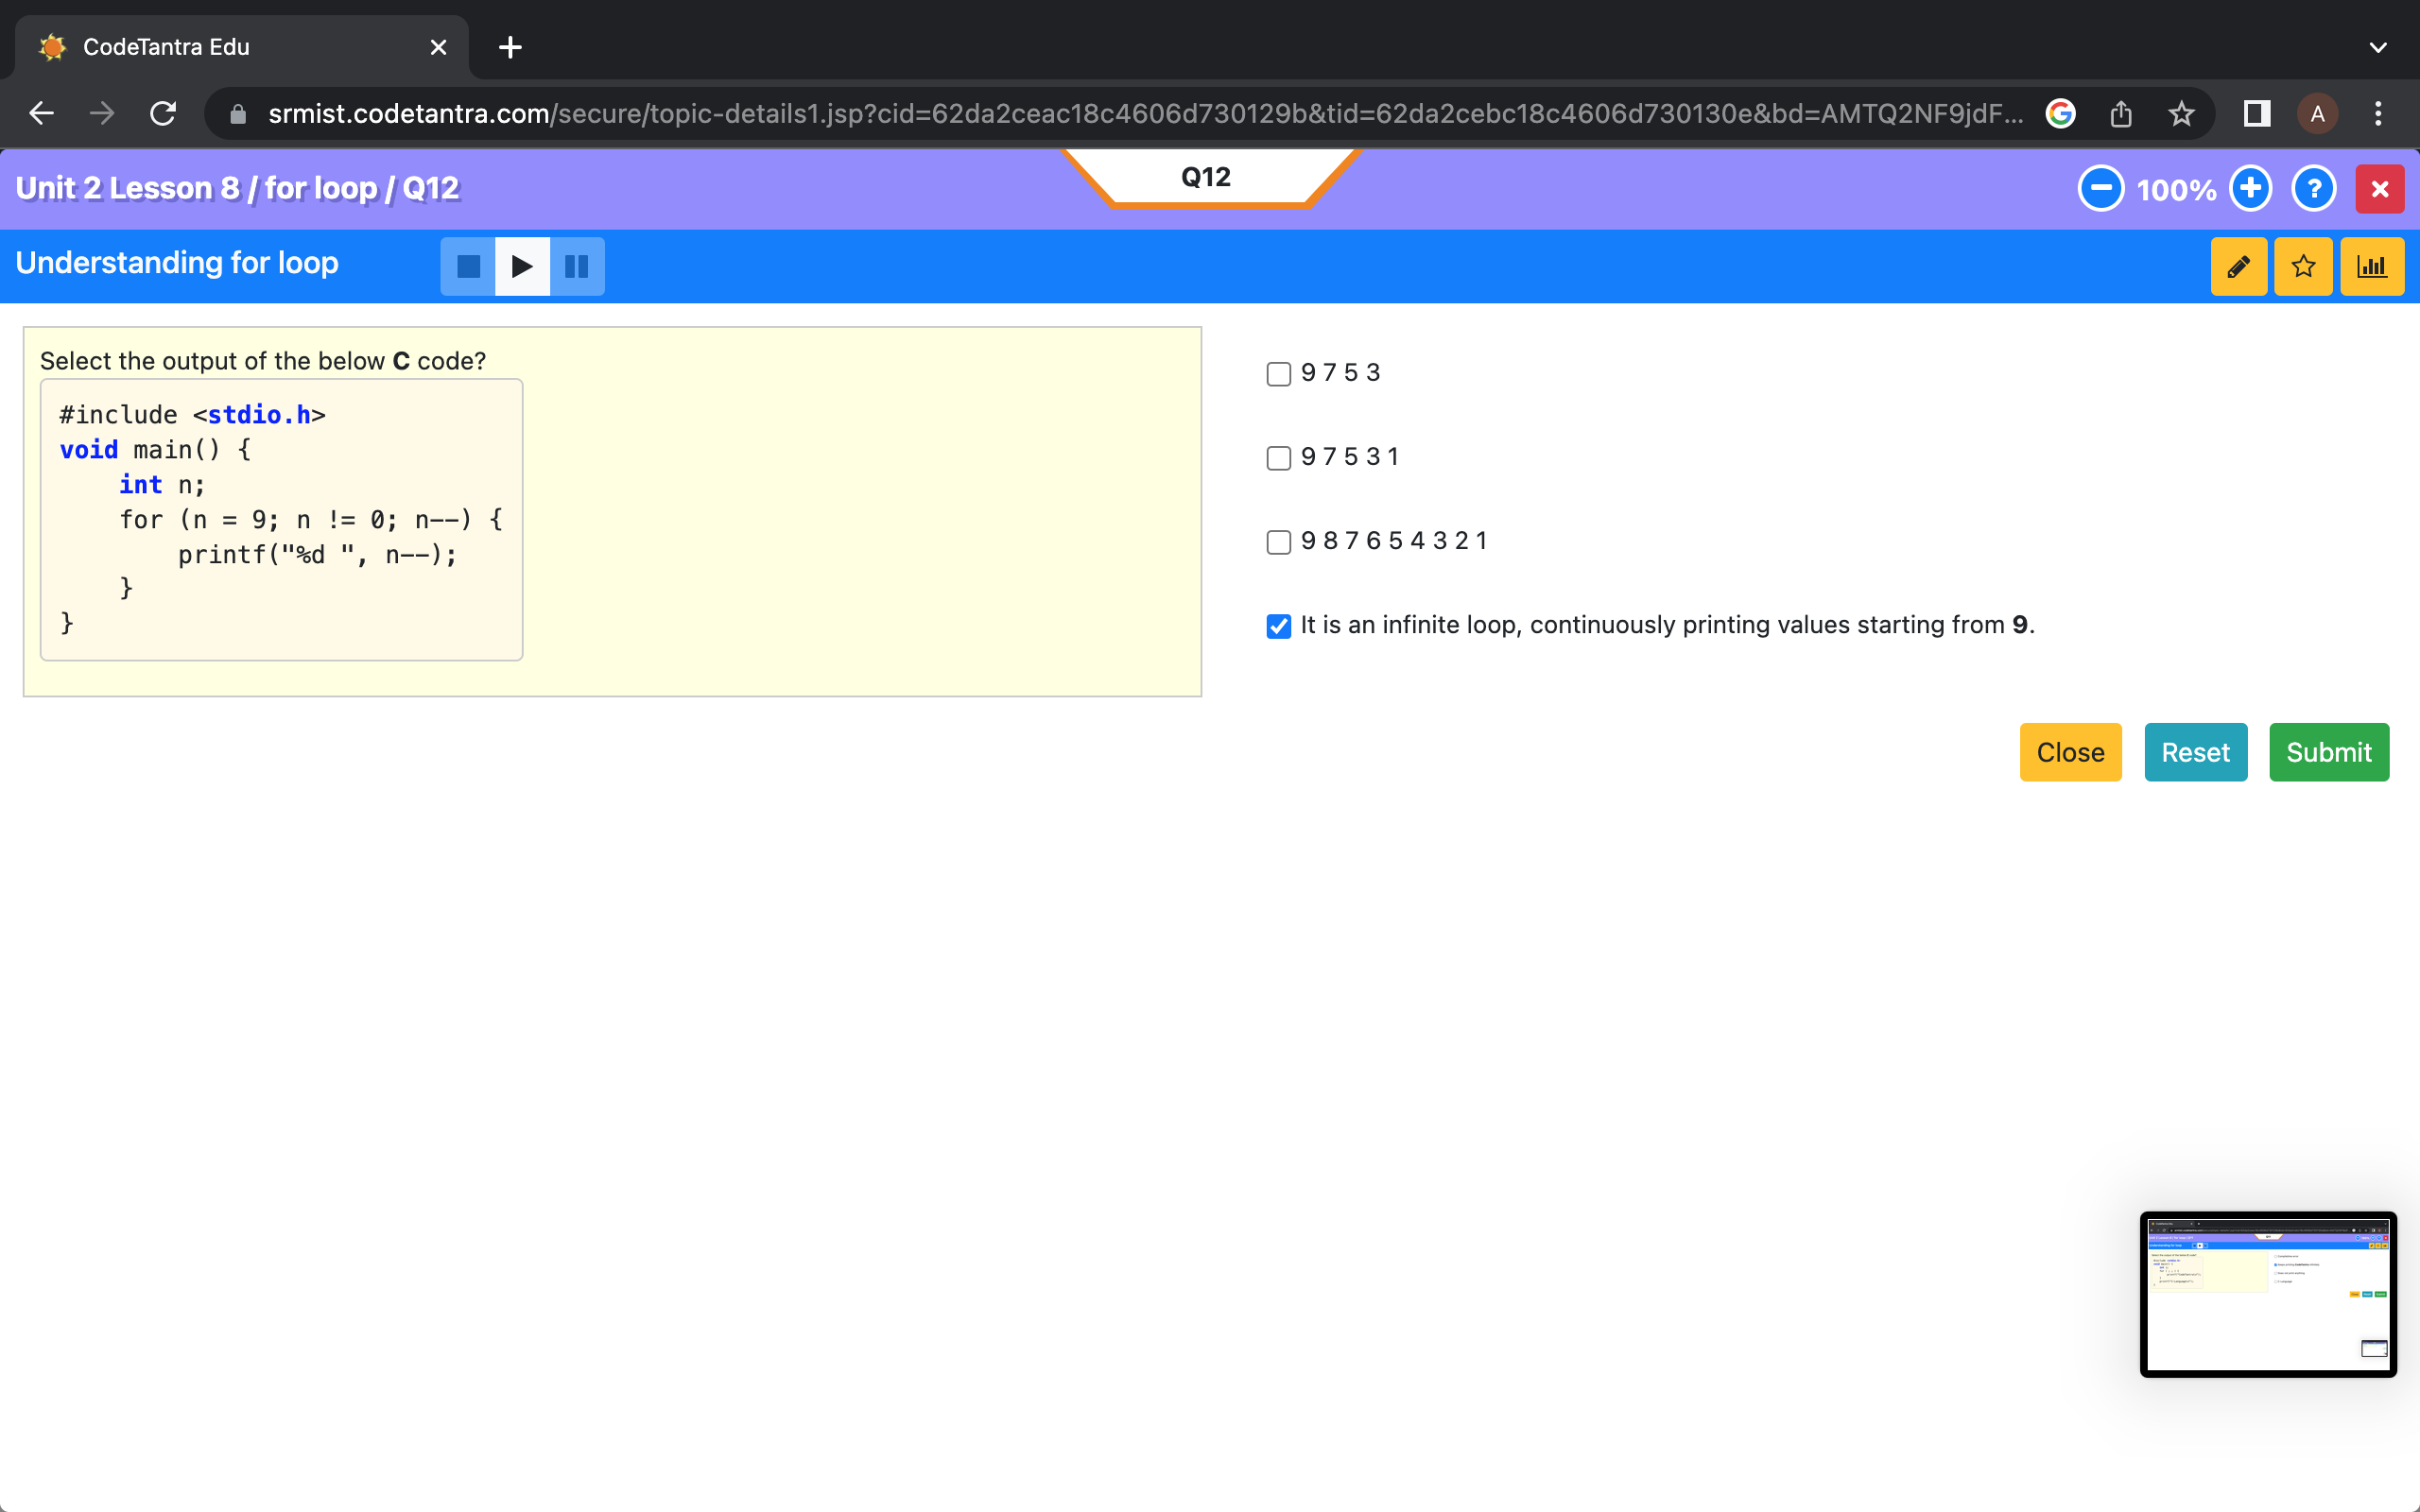 CodeTantra Edu
srmist.codetantra.com/secure/topic-details1.jsp?cid=62da2ceac18c4606d730129b&tid=62da2cebc18c4606d730130e&bd=AMTQ2NF9jdF...
A
Unit 2 Lesson 8 / for loop / Q12
Q12
100%
?
Understanding for loop
Select the output of the below C code?
#include <stdio.h>
void main() {
    int n;
    for (n = 9; n != 0; n--) {
        printf("%d ", n--);
    }
}
9 7 5 3
9 7 5 3 1
9 8 7 6 5 4 3 2 1
It is an infinite loop, continuously printing values starting from 9.
Close
Reset
Submit